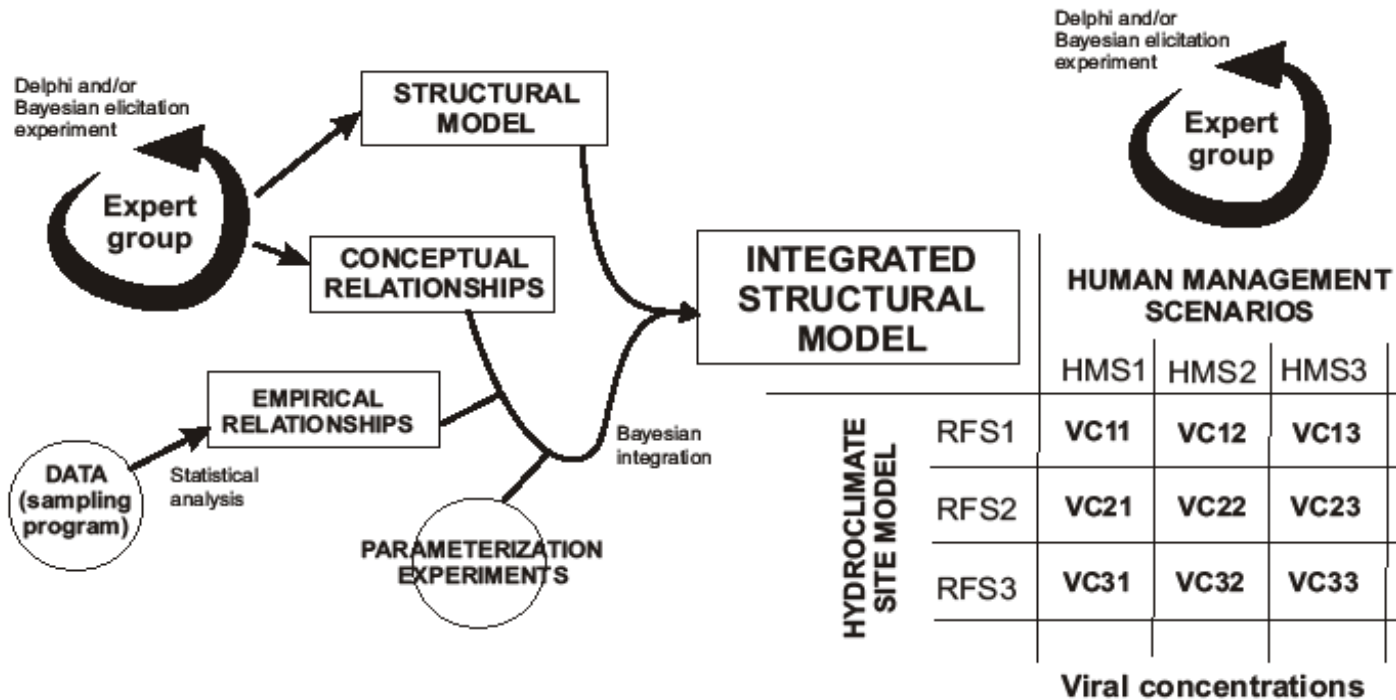 Delphi and/or
Bayesian elicitation
experiment
Expert
group
STRUCTURAL
MODEL
CONCEPTUAL
RELATIONSHIPS
EMPIRICAL
RELATIONSHIPS
DATA
(sampling
program)
Statistical
analysis
PARAMETERIZATION
EXPERIMENTS
Bayesian
integration
INTEGRATED
STRUCTURAL
MODEL
Delphi and/or
Bayesian elicitation
experiment
Expert
group
HUMAN MANAGEMENT
SCENARIOS
HMS1 HMS2 HMS3
HYDROCLIMATE
SITE MODEL
RFS1 VC11 VC12 VC13
RFS2 VC21 VC22 VC23
RFS3 VC31 VC32 VC33
Viral concentrations